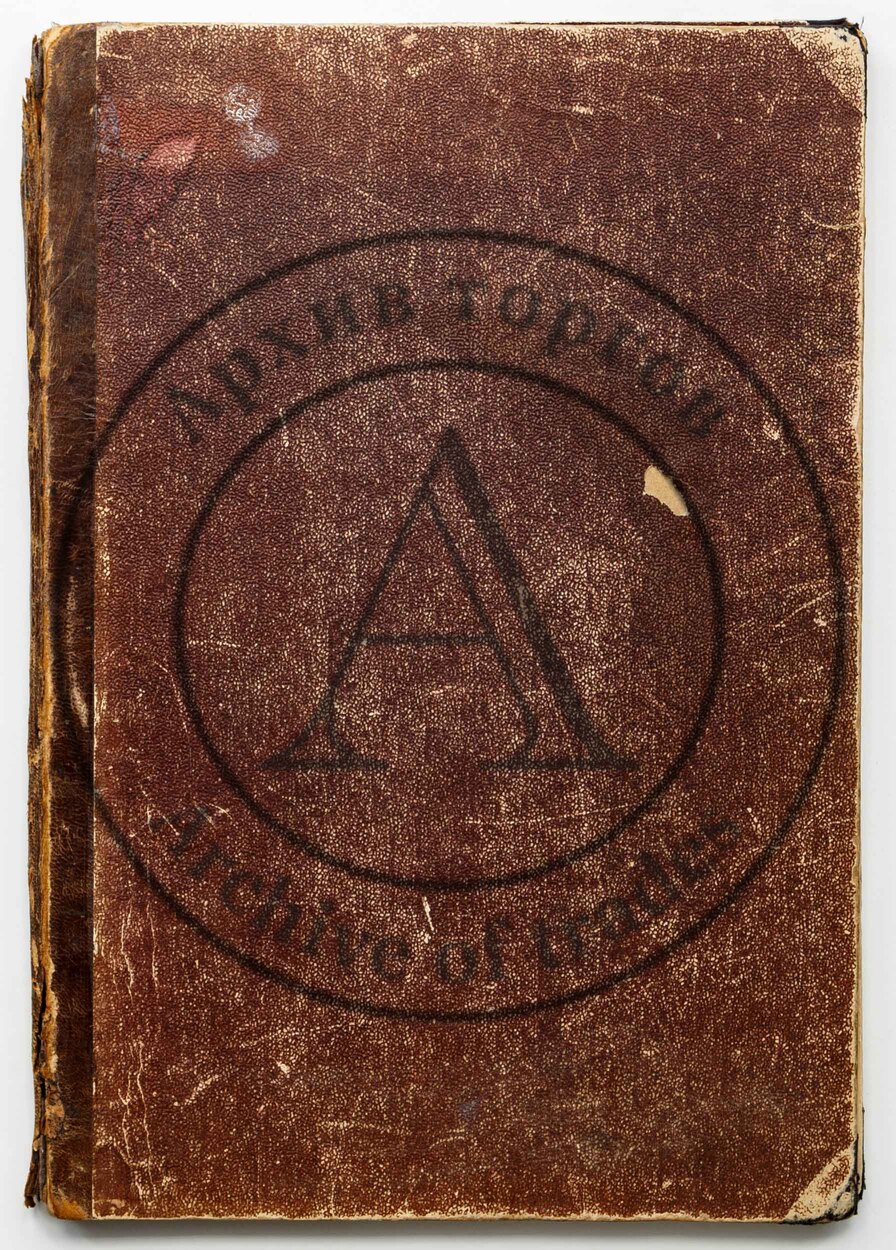 Архив торгов
А
Archive of trades